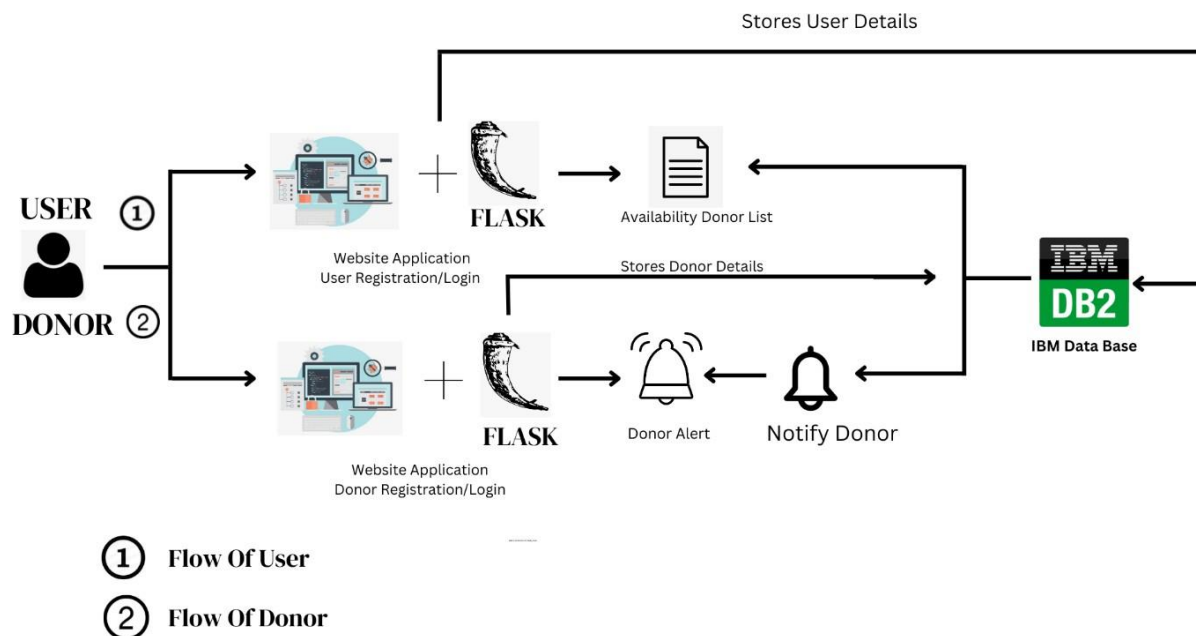 Stores User Details
USER
1
FLASK
Availability Donor List
Website Application
User Registration/Login
Stores Donor Details
IBM
DB2
IBM Data Base
DONOR
2
FLASK
Donor Alert
Notify Donor
Website Application
Donor Registration/Login
1 Flow Of User
2 Flow Of Donor